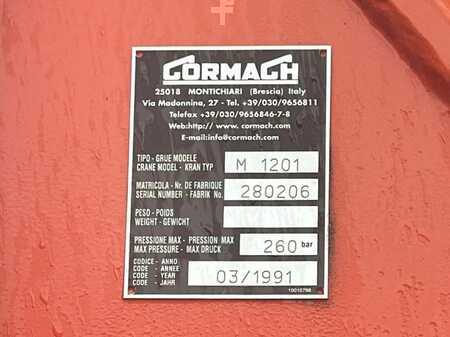 CORMACH
25018 MONTICHIARI (Brescia) Italy
Via Madonnina, 27 - Tel. +39/030/9656811
Telefax +39/030/9656846-7-8
Web:http// www . cormach.com
E-mail:info@cormach.com
TIPO - GRUE MODELE
CRANE MODEL - KRAN TYP
M 1201
MATRICOLA - Nr. DE FABRIQUE
SERIAL NUMBER - FABRIK No.
280206
PESO - POIDS
WEIGHT - GEWICHT
PRESSIONE MAX - PRESSION MAX
MAX PRESSURE - MAX DRUCK
260 bar
CODICE - ANNO
CODE - ANNEE
CODE - YEAR
CODE - JAHR
03/1991